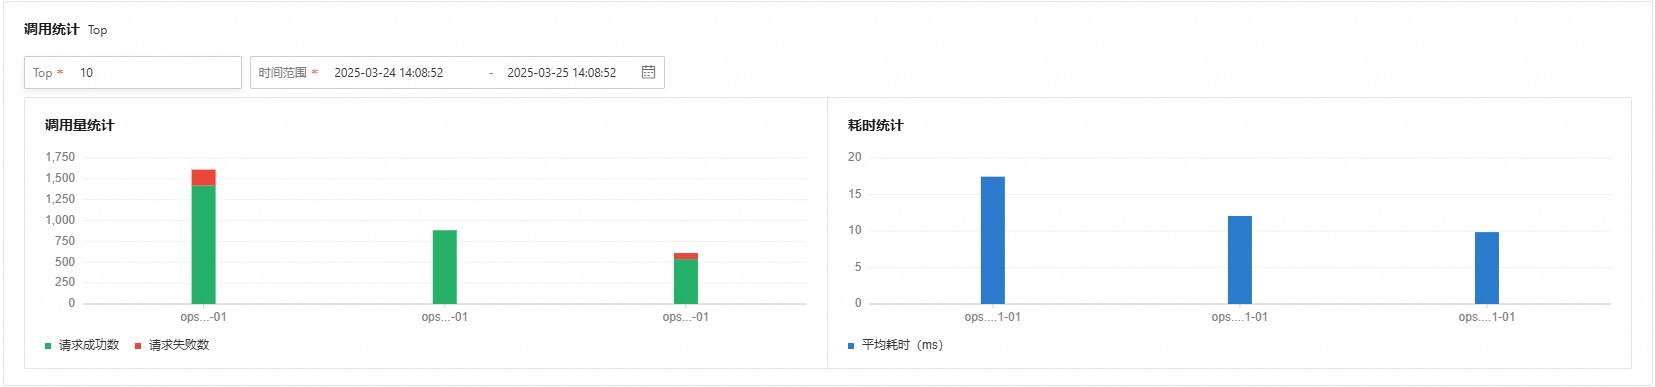 调用统计 Top
Top * 10 时间范围 * 2025-03-24 14:08:52 - 2025-03-25 14:08:52
调用量统计
1,750
1,500
1,250
1,000
750
500
250
0
ops...-01 ops...-01 ops...-01
请求成功数 请求失败数
耗时统计
20
15
10
5
0
ops....1-01 ops....1-01 ops....1-01
平均耗时（ms）